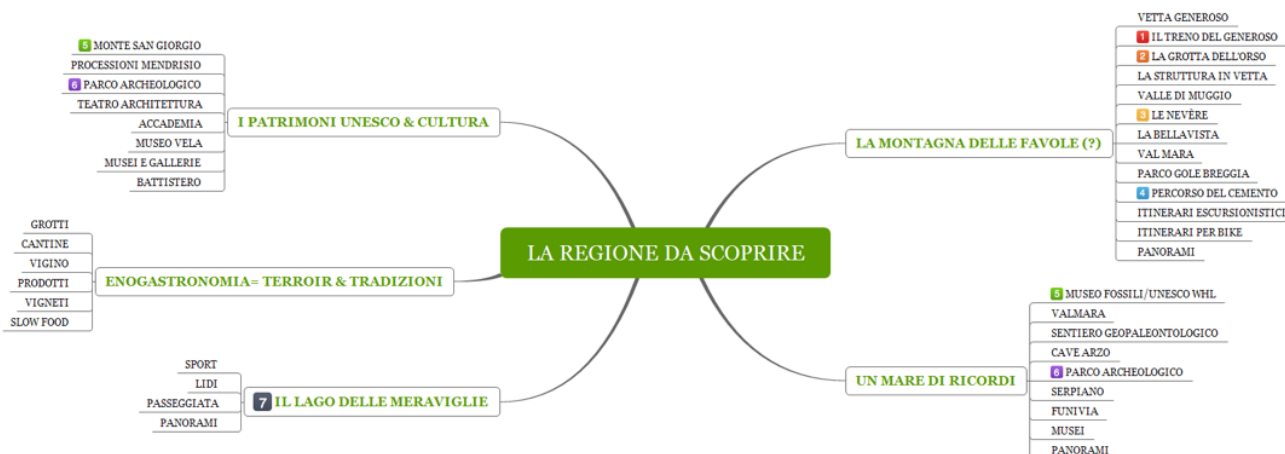 LA REGIONE DA SCOPRIRE
I PATRIMONI UNESCO & CULTURA
5 MONTE SAN GIORGIO
PROCESSIONI MENDRISIO
6 PARCO ARCHEOLOGICO
TEATRO ARCHITETTURA
ACCADEMIA
MUSEO VELA
MUSEI E GALLERIE
BATTISTERO
ENOGASTRONOMIA= TERROIR & TRADIZIONI
GROTTI
CANTINE
VIGINO
PRODOTTI
VIGNETI
SLOW FOOD
7 IL LAGO DELLE MERAVIGLIE
SPORT
LIDI
PASSEGGIATA
PANORAMI
LA MONTAGNA DELLE FAVOLE (?)
VETTA GENEROSO
1 IL TRENO DEL GENEROSO
2 LA GROTTA DELL'ORSO
LA STRUTTURA IN VETTA
VALLE DI MUGGIO
3 LE NEVÈRE
LA BELLAVISTA
VAL MARA
PARCO GOLE BREGGIA
4 PERCORSO DEL CEMENTO
ITINERARI ESCURSIONISTICI
ITINERARI PER BIKE
PANORAMI
UN MARE DI RICORDI
5 MUSEO FOSSILI/UNESCO WHL
VALMARA
SENTIERO GEOPALEONTOLOGICO
CAVE ARZO
6 PARCO ARCHEOLOGICO
SERPIANO
FUNIVIA
MUSEI
PANORAMI